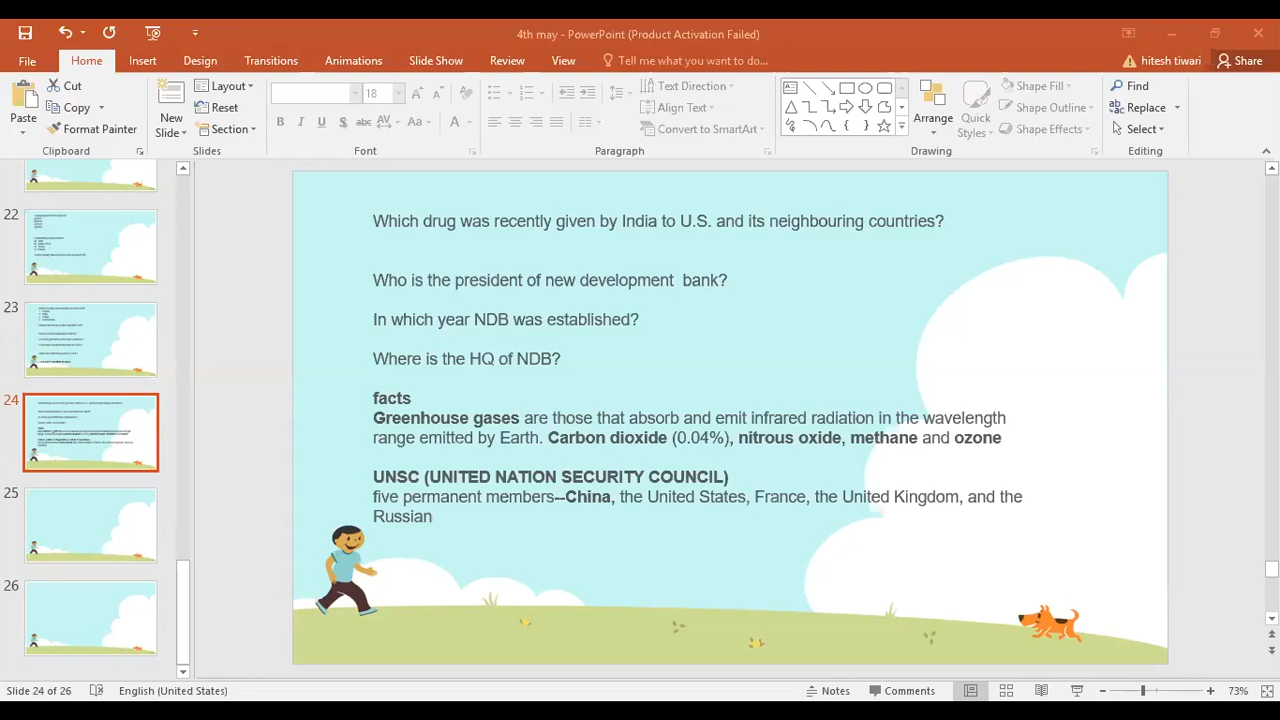 4th may - PowerPoint (Product Activation Failed)
File Home Insert Design Transitions Animations Slide Show Review View Tell me what you want to do... hitesh tiwari Share
Paste
Cut
Copy
Format Painter
Clipboard
New
Slide
Layout
Reset
Section
Slides
18
B I U S abc AV Aa A
Font
Text Direction
Align Text
Convert to SmartArt
Paragraph
Arrange
Quick
Styles
Shape Fill
Shape Outline
Shape Effects
Drawing
Find
Replace
Select
Editing
22
23
24
25
26
Which drug was recently given by India to U.S. and its neighbouring countries?
Who is the president of new development bank?
In which year NDB was established?
Where is the HQ of NDB?
facts
Greenhouse gases are those that absorb and emit infrared radiation in the wavelength
range emitted by Earth. Carbon dioxide (0.04%), nitrous oxide, methane and ozone
UNSC (UNITED NATION SECURITY COUNCIL)
five permanent members--China, the United States, France, the United Kingdom, and the
Russian
Slide 24 of 26 English (United States) Notes Comments 73%